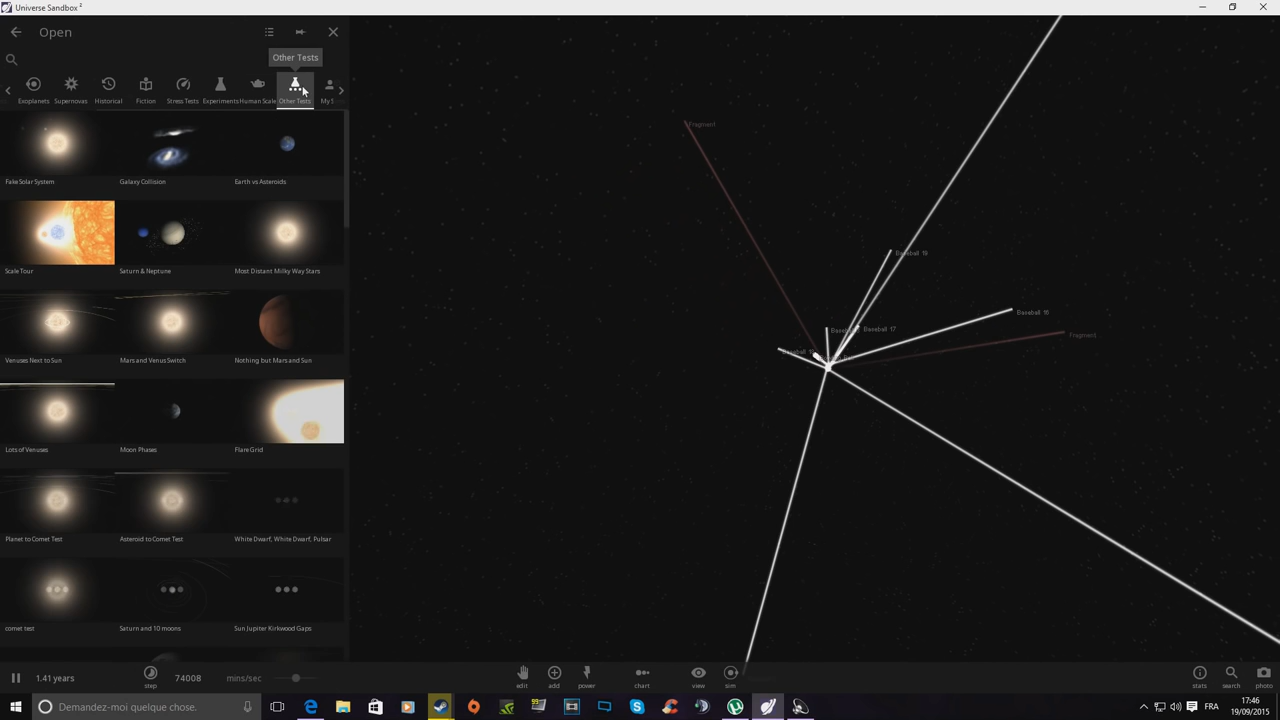 Universe Sandbox ²
Open
Other Tests
Exoplanets Supernovas Historical Fiction Stress Tests Experiments Human Scale Other Tests My S
Fake Solar System Galaxy Collision Earth vs Asteroids
Scale Tour Saturn & Neptune Most Distant Milky Way Stars
Venuses Next to Sun Mars and Venus Switch Nothing but Mars and Sun
Lots of Venuses Moon Phases Flare Grid
Planet to Comet Test Asteroid to Comet Test White Dwarf, White Dwarf, Pulsar
comet test Saturn and 10 moons Sun Jupiter Kirkwood Gaps
Fragment
Baseball 19
Baseball 16
Baseball 17
Fragment
1.41 years step 74008 mins/sec edit add power chart view sim stats search photo
Demandez-moi quelque chose.
FRA
17:46
19/09/2015